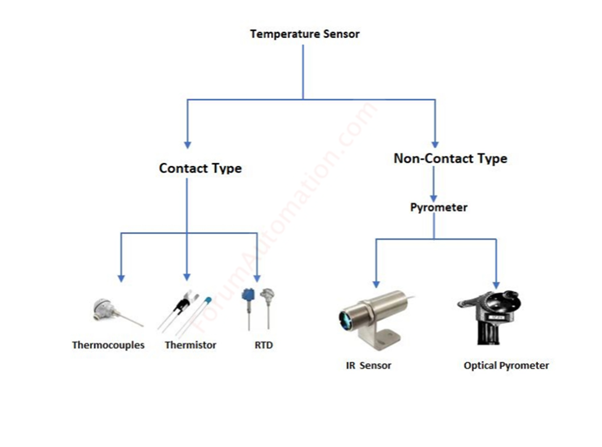 Temperature Sensor
Contact Type
Non-Contact Type
Pyrometer
Thermocouples
Thermistor
RTD
IR Sensor
Optical Pyrometer
ForumAutomation.com